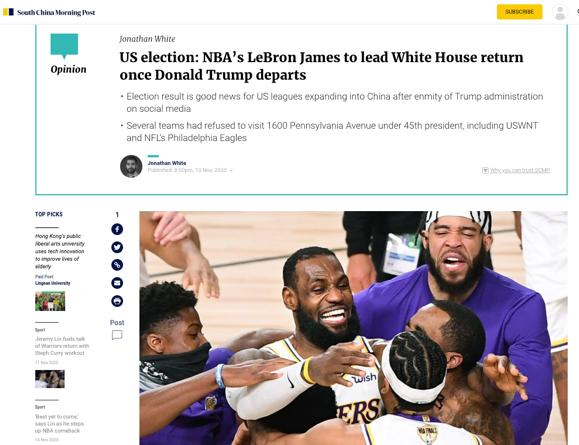 South China Morning Post
SUBSCRIBE
Jonathan White
Opinion
US election: NBA's LeBron James to lead White House return
once Donald Trump departs
• Election result is good news for US leagues expanding into China after enmity of Trump administration
on social media
• Several teams had refused to visit 1600 Pennsylvania Avenue under 45th president, including USWNT
and NFL's Philadelphia Eagles
Jonathan White
Published: 8:00pm, 10 Nov, 2020
Why you can trust SCMP
TOP PICKS
Hong Kong's public
liberal arts university
uses tech innovation
to improve lives of
elderly
Paid Post:
Lingnan University
Sport
Jeremy Lin fuels talk
of Warriors return with
Steph Curry workout
11 Nov 2020
Sport
'Best yet to come,'
says Lin as he steps
up NBA comeback
14 Nov 2020
1
Post
wish
ERS